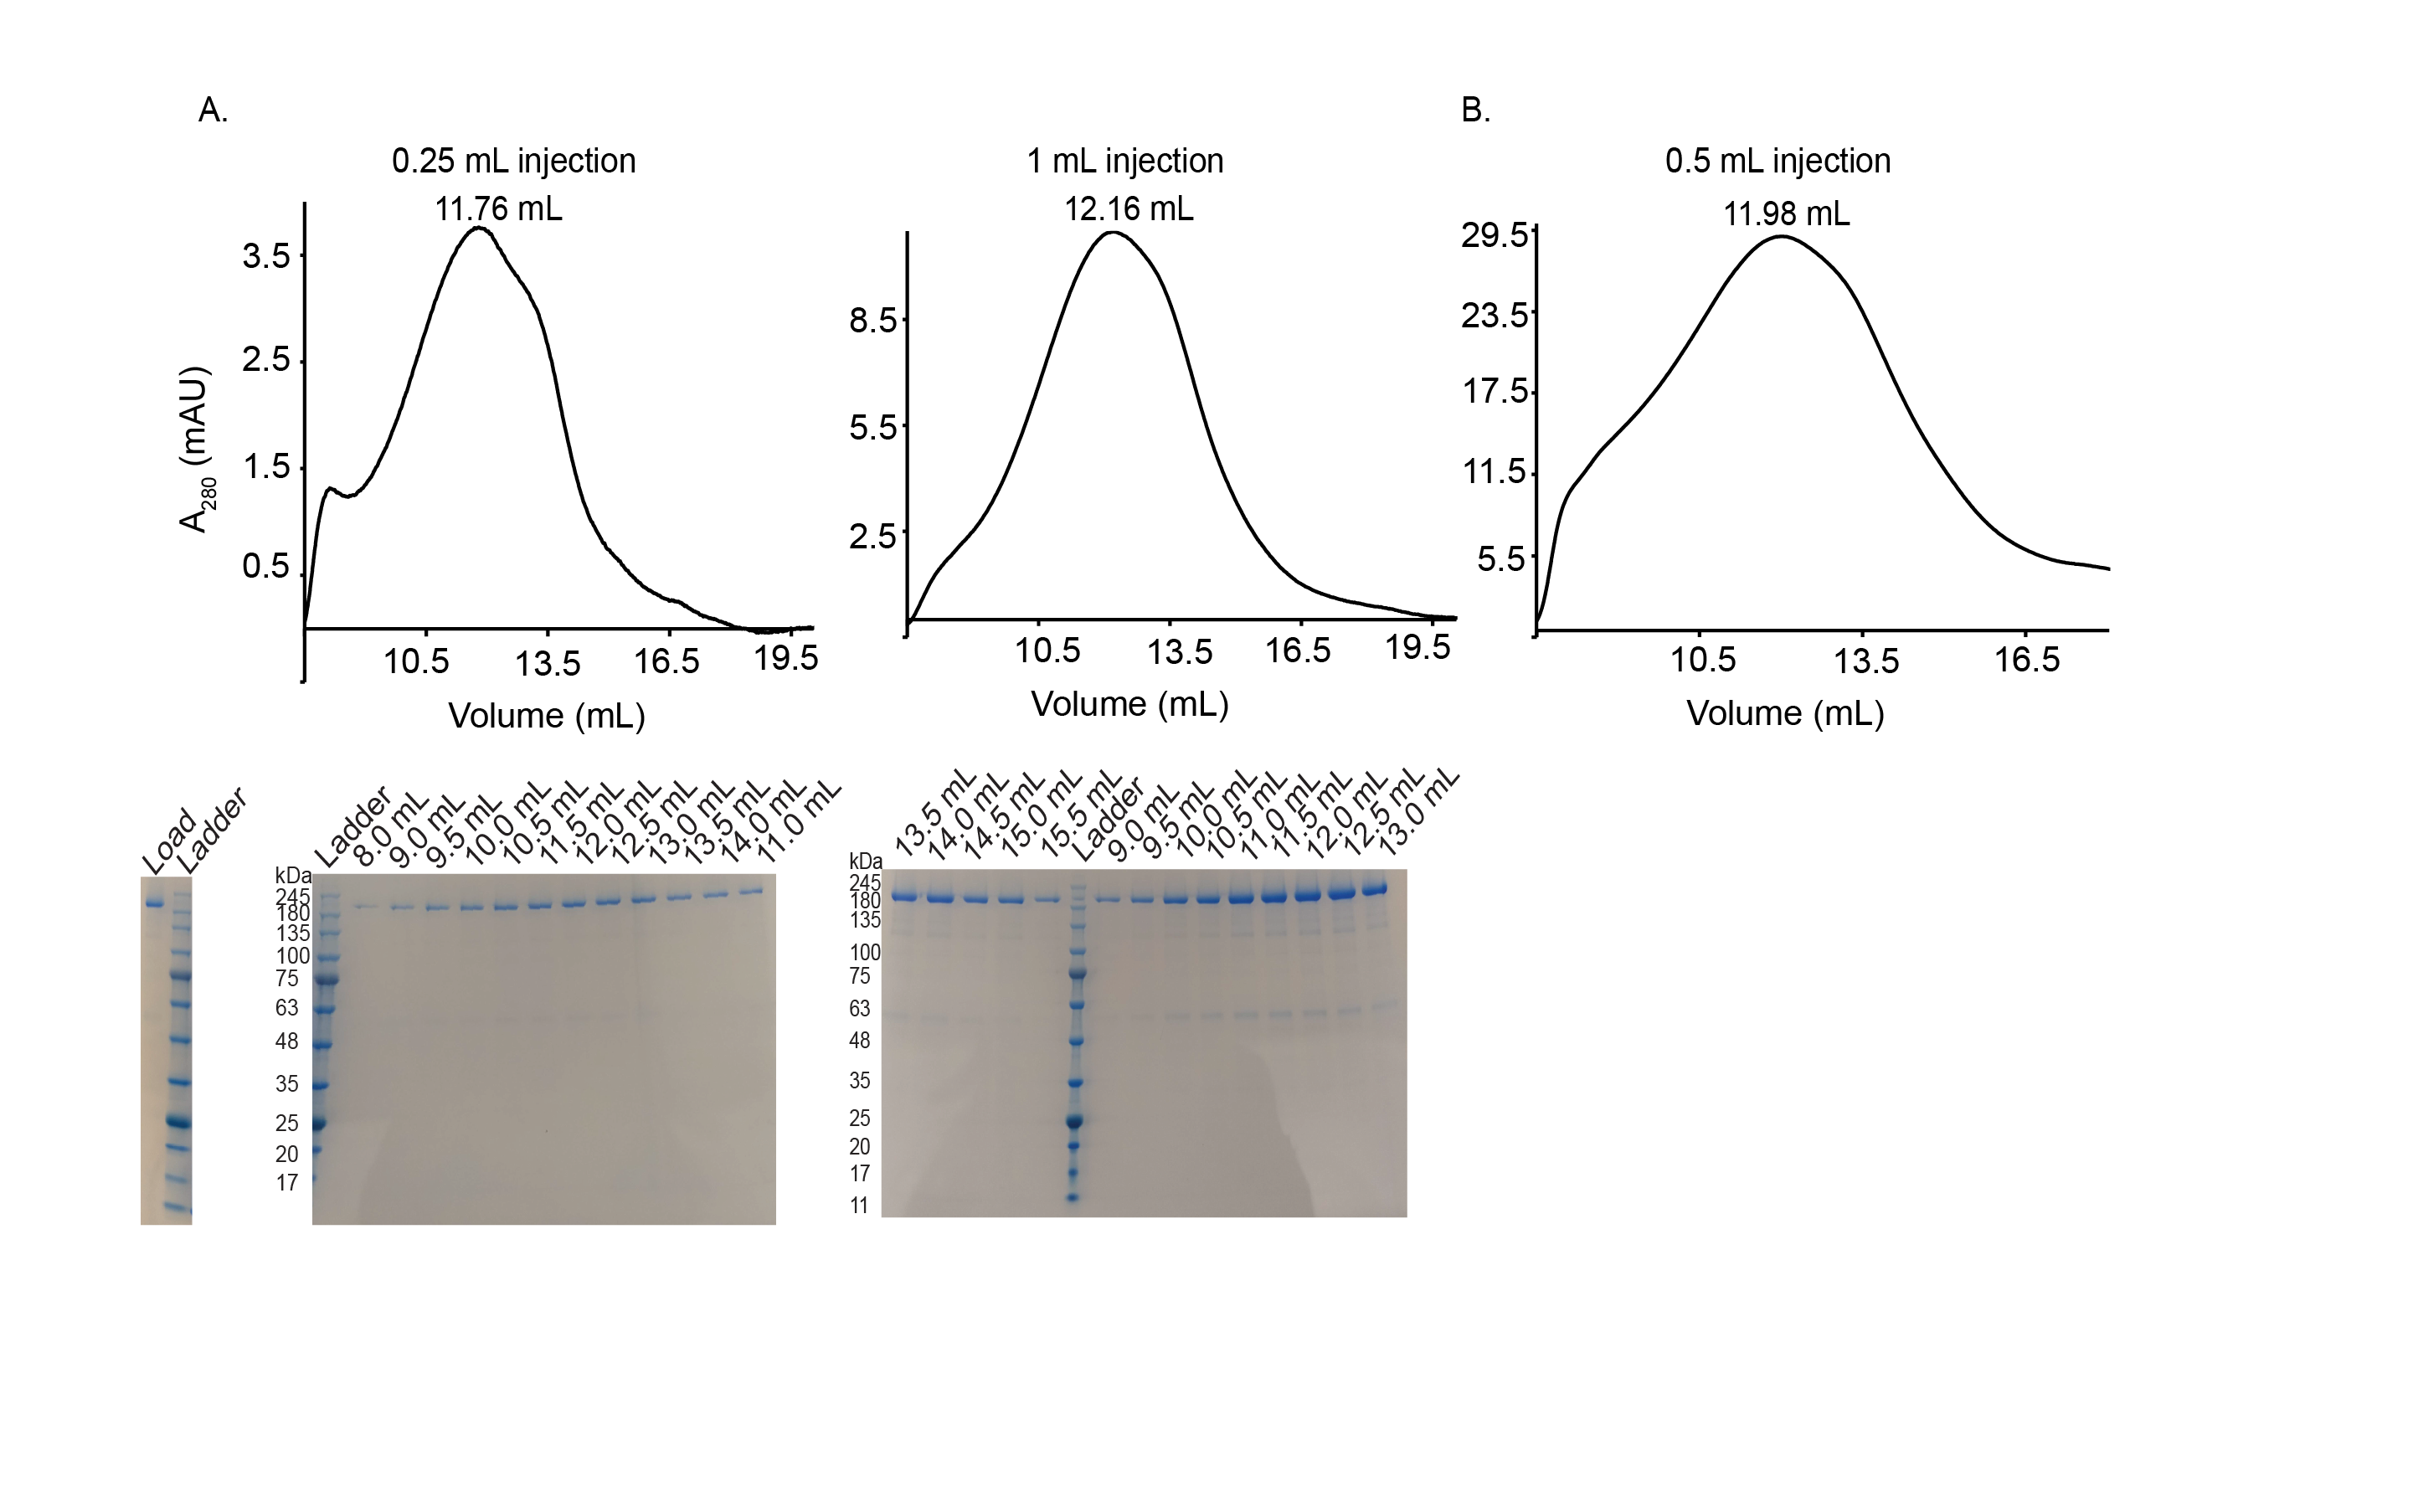 A.
B.
0.25 mL injection
11.76 mL
3.5
2.5
1.5
0.5
A280 (mAU)
10.5 13.5 16.5 19.5
Volume (mL)
1 mL injection
12.16 mL
8.5
5.5
2.5
10.5 13.5 16.5 19.5
Volume (mL)
0.5 mL injection
11.98 mL
29.5
23.5
17.5
11.5
5.5
10.5 13.5 16.5
Volume (mL)
Load
Ladder
Ladder
8.0 mL
9.0 mL
9.5 mL
10.0 mL
10.5 mL
11.5 mL
12.0 mL
12.5 mL
13.0 mL
13.5 mL
14.0 mL
11.0 mL
kDa
245
180
135
100
75
63
48
35
25
20
17
13.5 mL
14.0 mL
14.5 mL
15.0 mL
15.5 mL
Ladder
9.0 mL
9.5 mL
10.0 mL
10.5 mL
11.0 mL
11.5 mL
12.0 mL
12.5 mL
13.0 mL
kDa
245
180
135
100
75
63
48
35
25
20
17
11